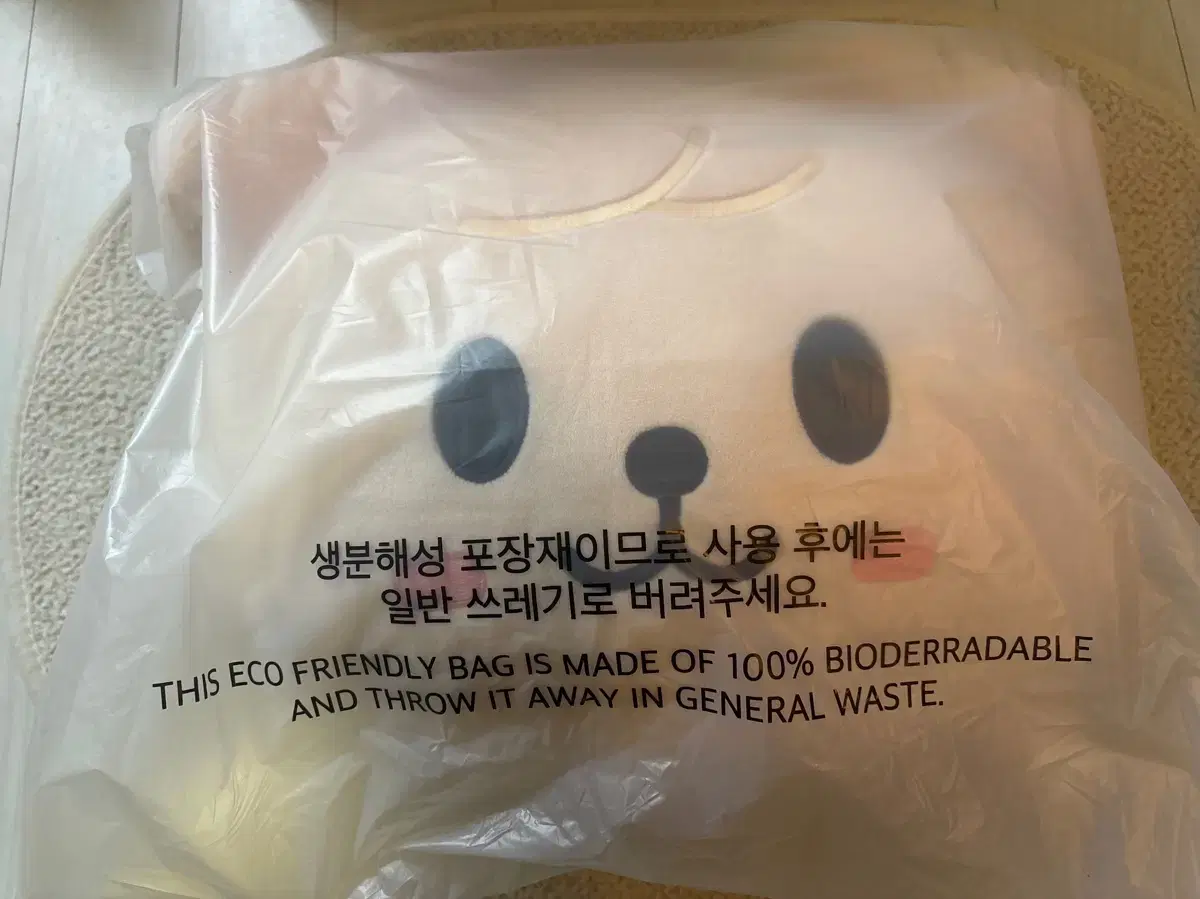 생분해성 포장재이므로 사용 후에는
일반 쓰레기로 버려주세요.
THIS ECO FRIENDLY BAG IS MADE OF 100% BIODERRADABLE
AND THROW IT AWAY IN GENERAL WASTE.